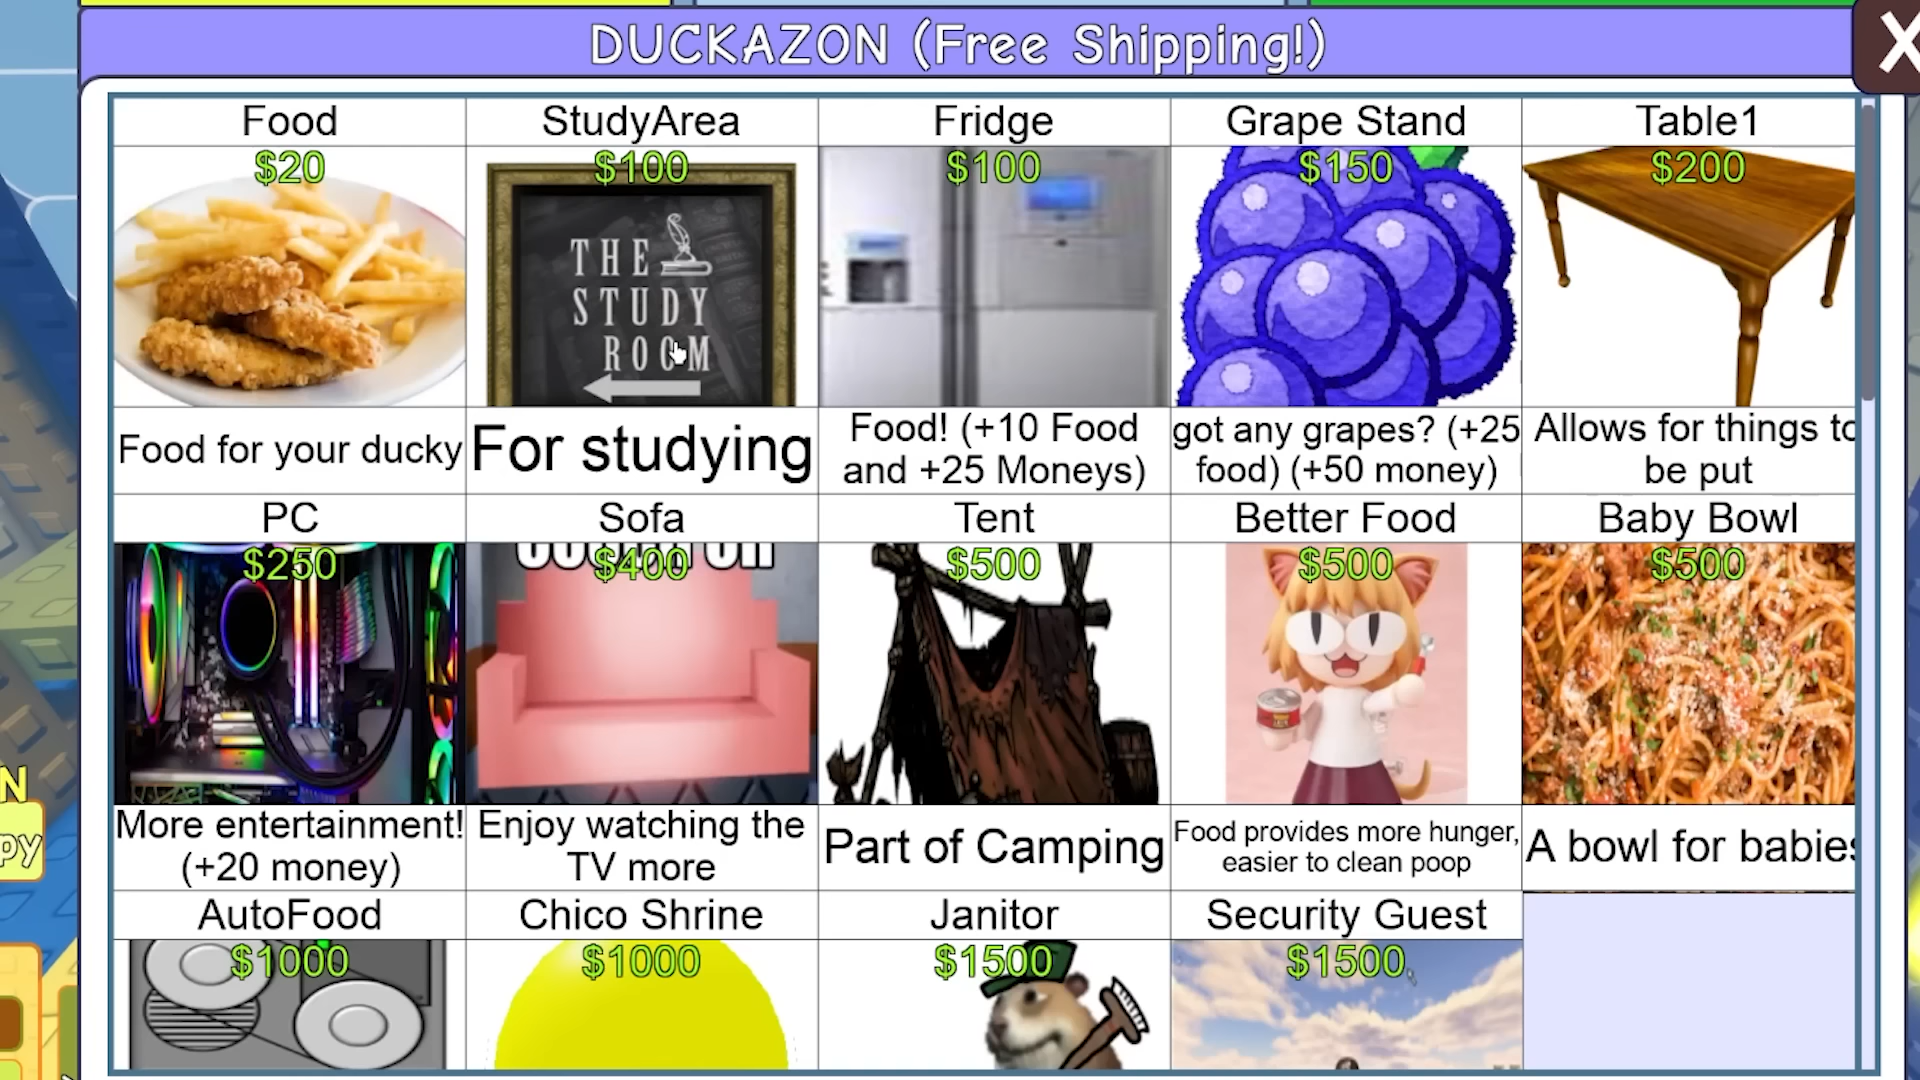 DUCKAZON (Free Shipping!)
X
Food
StudyArea
Fridge
Grape Stand
Table1
$20
$100
$100
$150
$200
THE
STUDY
ROOM
Food for your ducky
For studying
Food! (+10 Food
and +25 Moneys)
got any grapes? (+25
food) (+50 money)
Allows for things to
be put
PC
Sofa
Tent
Better Food
Baby Bowl
$250
$400
$500
$500
$500
More entertainment!
(+20 money)
Enjoy watching the
TV more
Part of Camping
Food provides more hunger,
easier to clean poop
A bowl for babies
N
py
AutoFood
Chico Shrine
Janitor
Security Guest
$1000
$1000
$1500
$1500